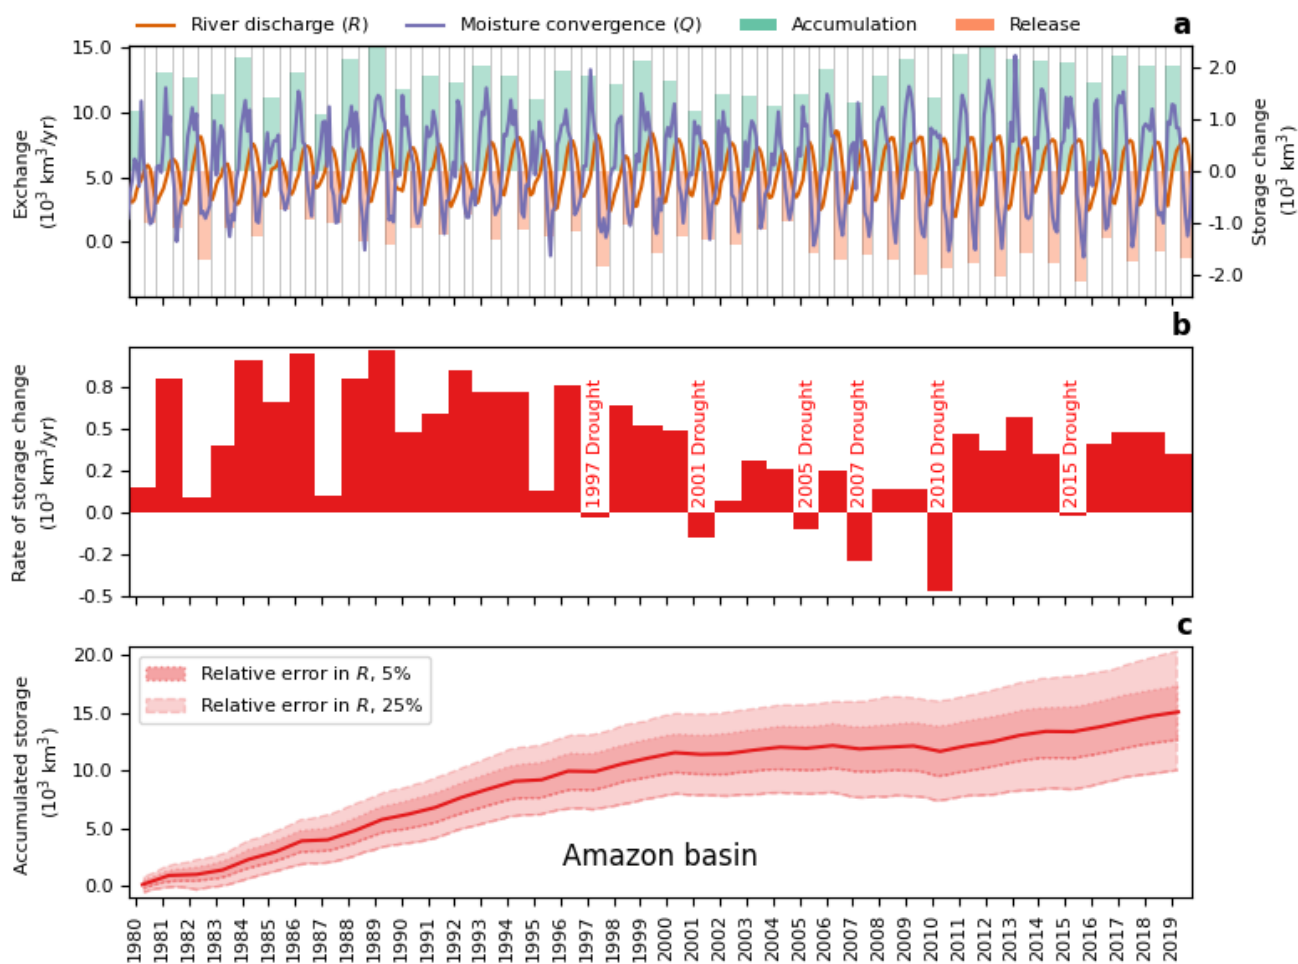 River discharge (R) Moisture convergence (Q) Accumulation Release
a
Exchange
(10³ km³/yr)
15.0
10.0
5.0
0.0
2.0
1.0
0.0
-1.0
-2.0
Storage change
(10³ km³)
b
Rate of storage change
(10³ km³/yr)
0.8
0.5
0.2
0.0
-0.2
-0.5
1997 Drought
2001 Drought
2005 Drought
2007 Drought
2010 Drought
2015 Drought
c
Accumulated storage
(10³ km³)
20.0
15.0
10.0
5.0
0.0
Relative error in R, 5%
Relative error in R, 25%
Amazon basin
1980 1981 1982 1983 1984 1985 1986 1987 1988 1989 1990 1991 1992 1993 1994 1995 1996 1997 1998 1999 2000 2001 2002 2003 2004 2005 2006 2007 2008 2009 2010 2011 2012 2013 2014 2015 2016 2017 2018 2019